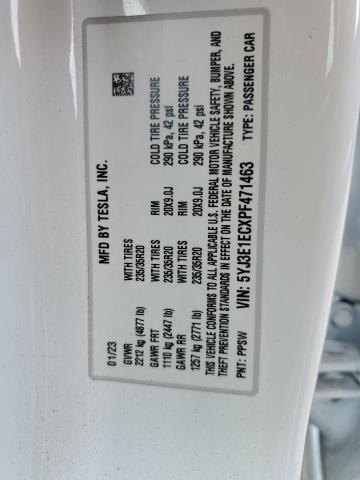 MFD BY TESLA, INC.
01/23
GVWR WITH TIRES RIM COLD TIRE PRESSURE
2212 kg (4877 lb) 235/35R20 20X9.0J 290 kPa, 42 psi
GAWR FRT WITH TIRES RIM COLD TIRE PRESSURE
1110 kg (2447 lb) 235/35R20 20X9.0J 290 kPa, 42 psi
GAWR RR WITH TIRES RIM COLD TIRE PRESSURE
1257 kg (2771 lb) 235/35R20 20X9.0J 290 kPa, 42 psi
THIS VEHICLE CONFORMS TO ALL APPLICABLE U.S. FEDERAL MOTOR VEHICLE SAFETY, BUMPER, AND
THEFT PREVENTION STANDARDS IN EFFECT ON THE DATE OF MANUFACTURE SHOWN ABOVE.
PNT: PPSW VIN: 5YJ3E1ECXPF471463 TYPE: PASSENGER CAR